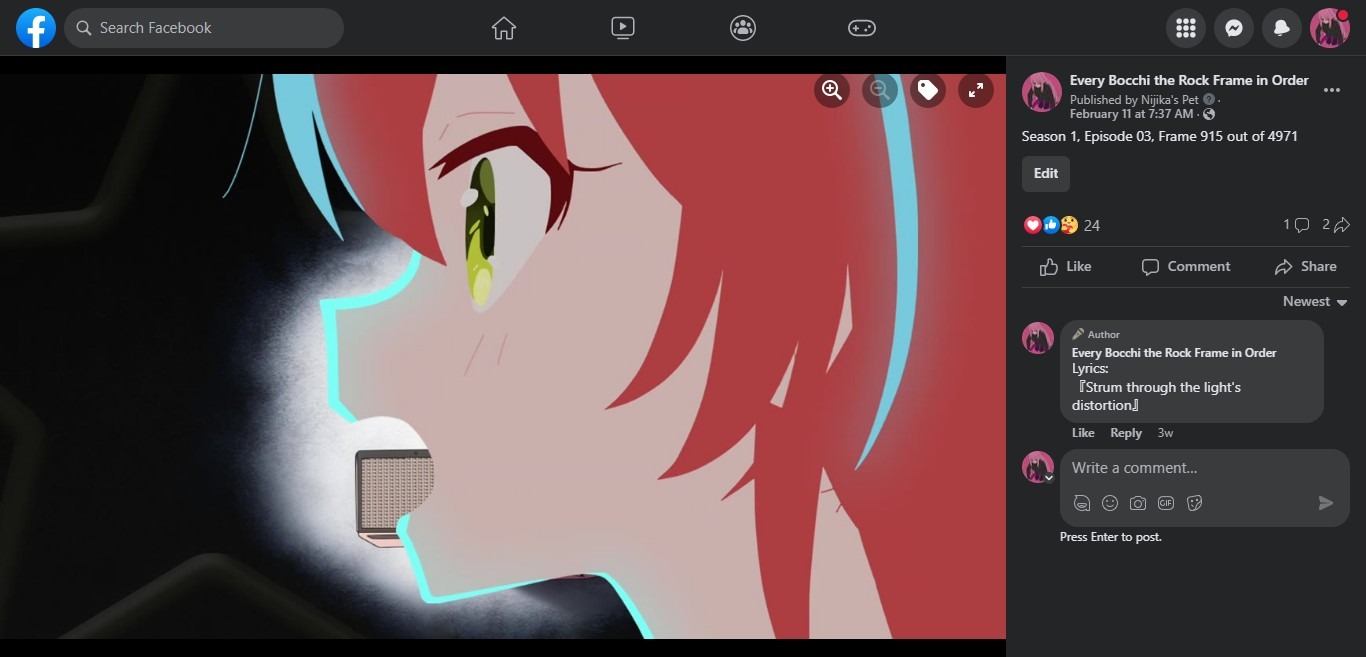 Search Facebook
Every Bocchi the Rock Frame in Order
Published by Nijika's Pet ·
February 11 at 7:37 AM ·
Season 1, Episode 03, Frame 915 out of 4971
Edit
24
1
2
Like
Comment
Share
Newest
Author
Every Bocchi the Rock Frame in Order
Lyrics:
『Strum through the light's
distortion』
Like
Reply
3w
Write a comment...
GIF
Press Enter to post.